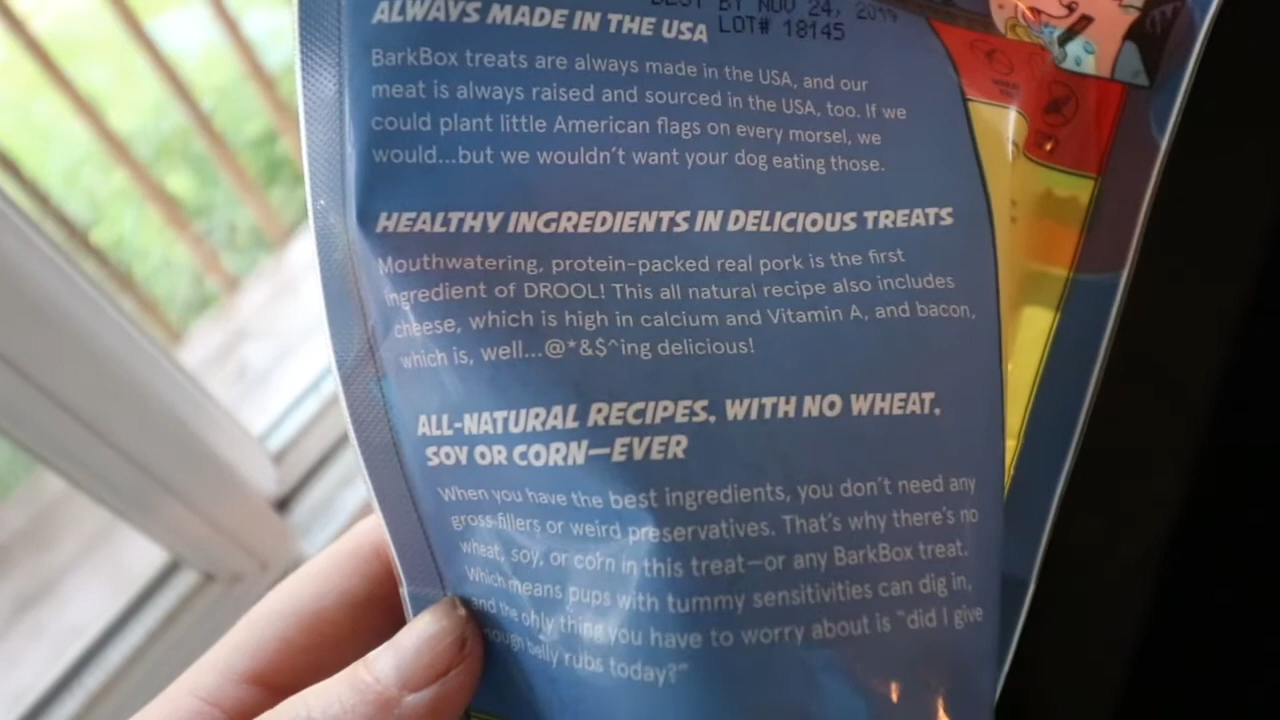 BEST BY NOV 24, 2019
ALWAYS MADE IN THE USA
LOT# 18145
BarkBox treats are always made in the USA, and our
meat is always raised and sourced in the USA, too. If we
could plant little American flags on every morsel, we
would...but we wouldn't want your dog eating those.
HEALTHY INGREDIENTS IN DELICIOUS TREATS
Mouthwatering, protein-packed real pork is the first
ingredient of DROOL! This all natural recipe also includes
cheese, which is high in calcium and Vitamin A, and bacon,
which is, well...@*&$^ing delicious!
ALL-NATURAL RECIPES, WITH NO WHEAT,
SOY OR CORN—EVER
When you have the best ingredients, you don't need any
gross fillers or weird preservatives. That's why there's no
wheat, soy, or corn in this treat—or any BarkBox treat.
Which means pups with tummy sensitivities can dig in,
and the only thing you have to worry about is "did I give
nough belly rubs today?"